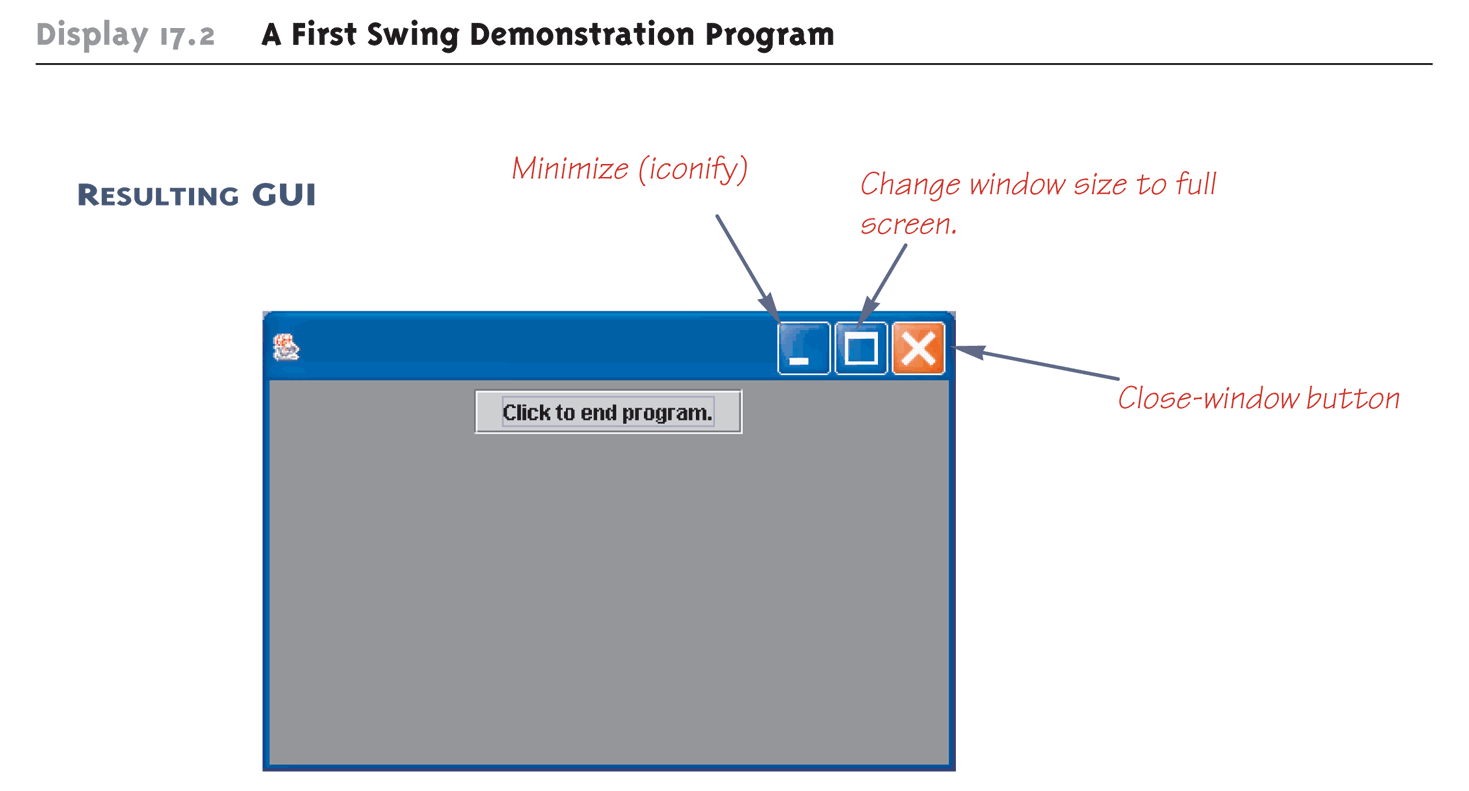 Display 17.2 A First Swing Demonstration Program
RESULTING GUI
Minimize (iconify)
Change window size to full
screen.
Close-window button
Click to end program.